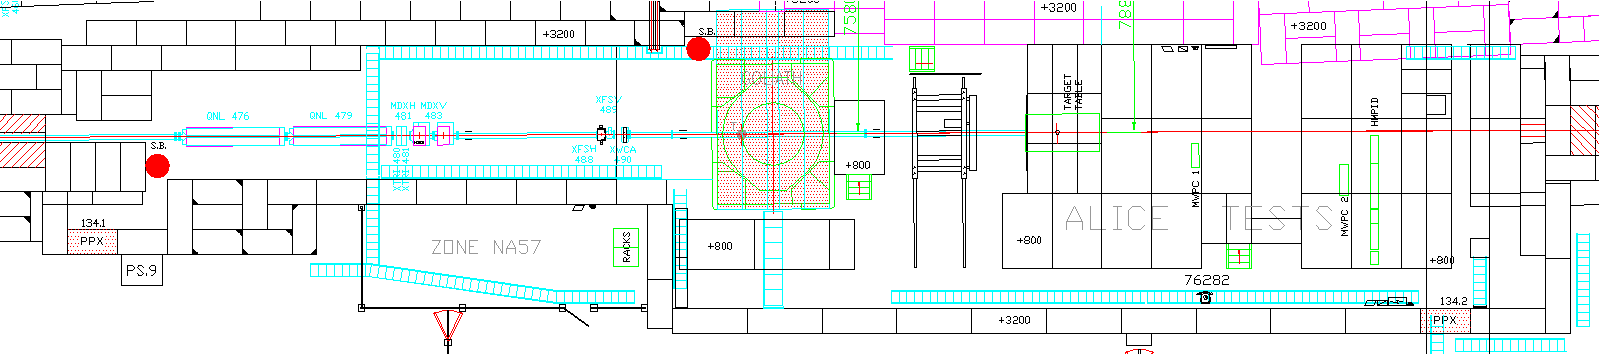 +3200
+3200
+3200
S.B.
QNL 476
QNL 479
MDXH MDXV
481 483
XFSV
489
XFSH
488
XWCA
490
TARGET
TABLE
HMPID
S.B.
+800
MWPC 1
MWPC 2
134.1
PPX
PS.9
ZONE NA57
RACKS
+800
+800
ALICE TESTS
+800
76282
134.2
PPX
+3200